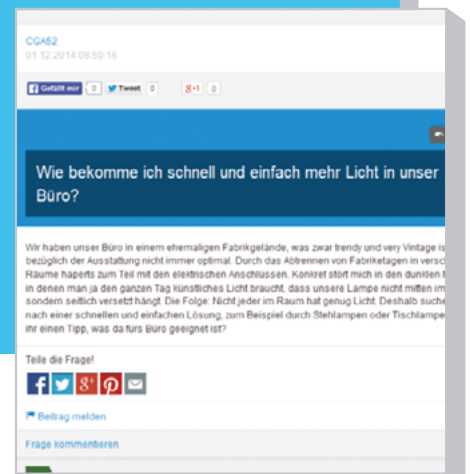 CGA52
01.12.2014 08:50:16
Gefällt mir 0 Tweet 0 g+1 0
Wie bekomme ich schnell und einfach mehr Licht in unser
Büro?
Wir haben unser Büro in einem ehemaligen Fabrikgelände, was zwar trendy und very Vintage is
bezüglich der Ausstattung nicht immer optimal. Durch das Abtrennen von Fabriketagen in versc
Räume haperts zum Teil mit den elektrischen Anschlüssen. Konkret stört mich in den dunklen
in denen man ja den ganzen Tag künstliches Licht braucht, dass unsere Lampe nicht mitten im
sondern seitlich versetzt hängt. Die Folge: Nicht jeder im Raum hat genug Licht. Deshalb suche
nach einer schnellen und einfachen Lösung, zum Beispiel durch Stehlampen oder Tischlampe
ihr einen Tipp, was da fürs Büro geeignet ist?
Teile die Frage!
Beitrag melden
Frage kommentieren